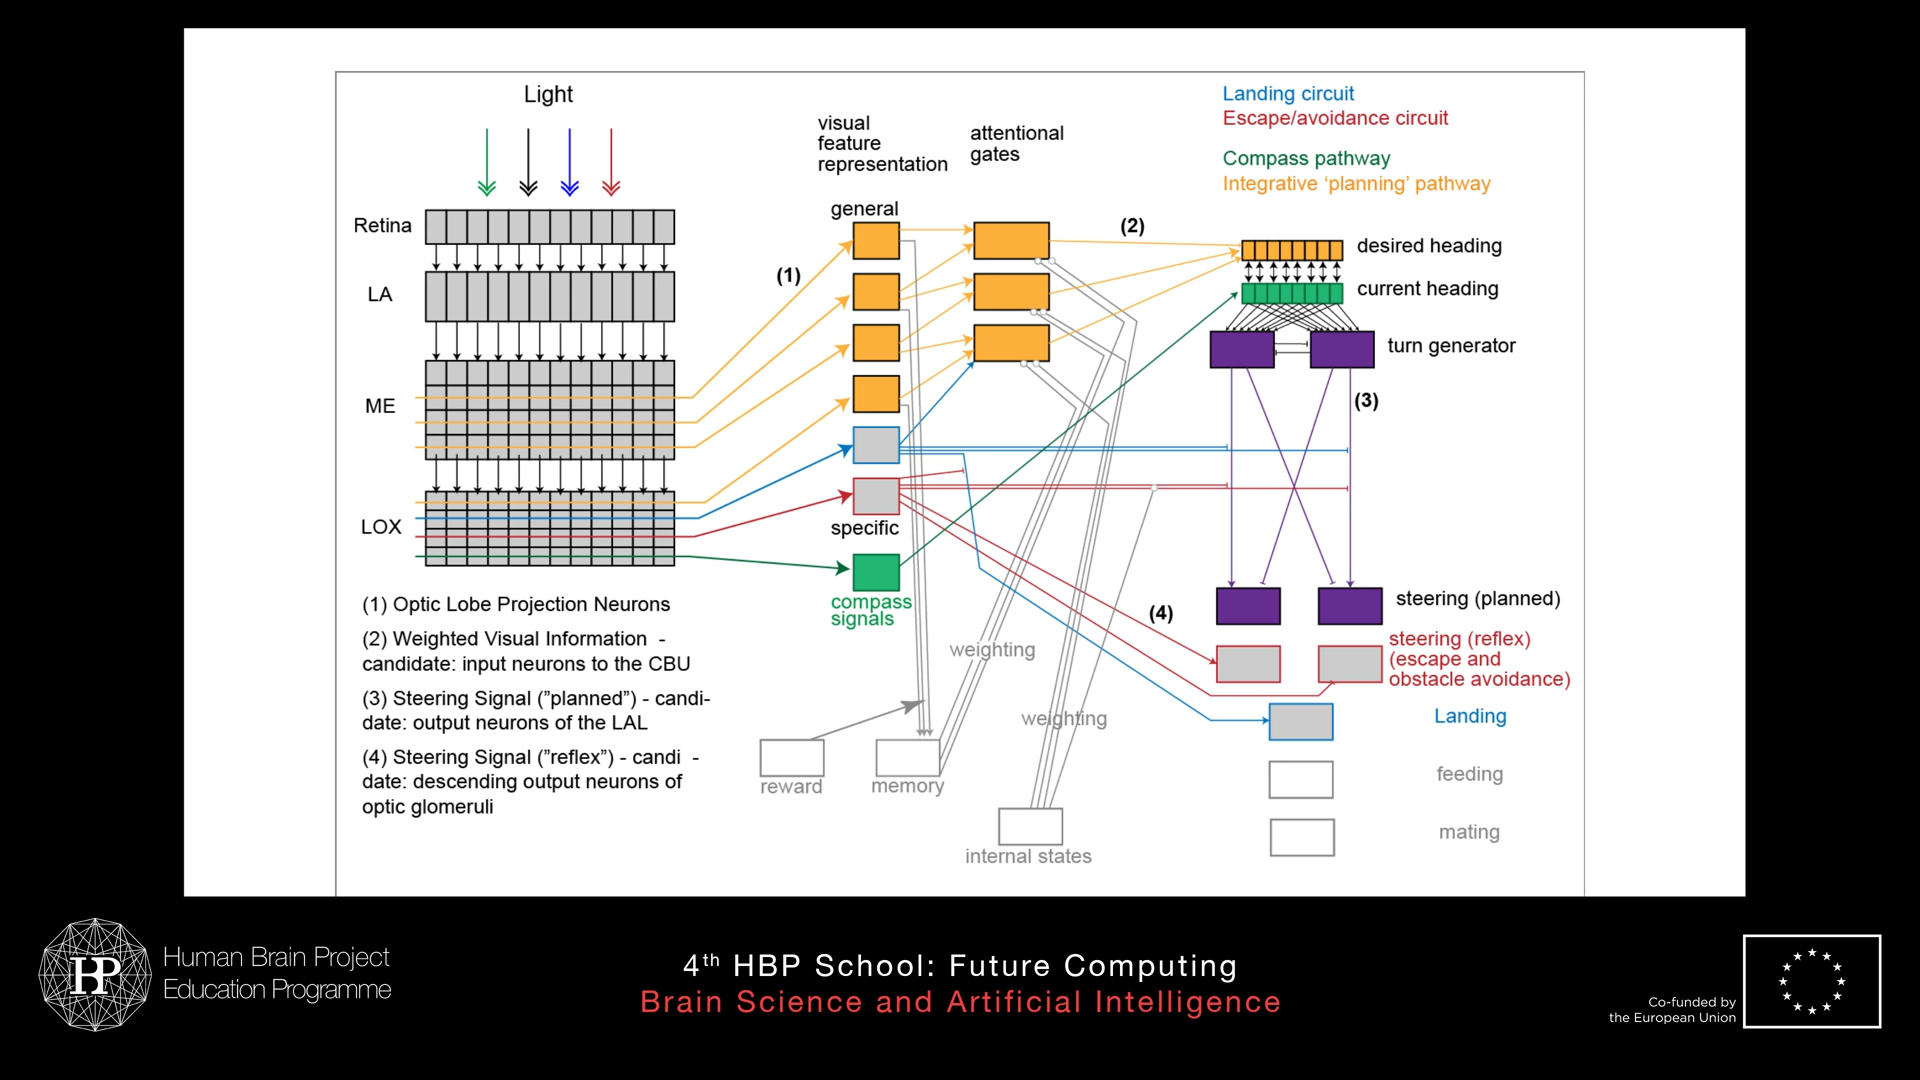 Light
Retina
LA
ME
LOX
(1) Optic Lobe Projection Neurons
(2) Weighted Visual Information -
candidate: input neurons to the CBU
(3) Steering Signal ("planned") - candi-
date: output neurons of the LAL
(4) Steering Signal ("reflex") - candi -
date: descending output neurons of
optic glomeruli
visual
feature
representation
attentional
gates
general
(1)
specific
compass
signals
(2)
(3)
(4)
weighting
weighting
reward
memory
internal states
Landing circuit
Escape/avoidance circuit
Compass pathway
Integrative 'planning' pathway
desired heading
current heading
turn generator
steering (planned)
steering (reflex)
(escape and
obstacle avoidance)
Landing
feeding
mating
HBP
Human Brain Project
Education Programme
4th HBP School: Future Computing
Brain Science and Artificial Intelligence
Co-funded by
the European Union